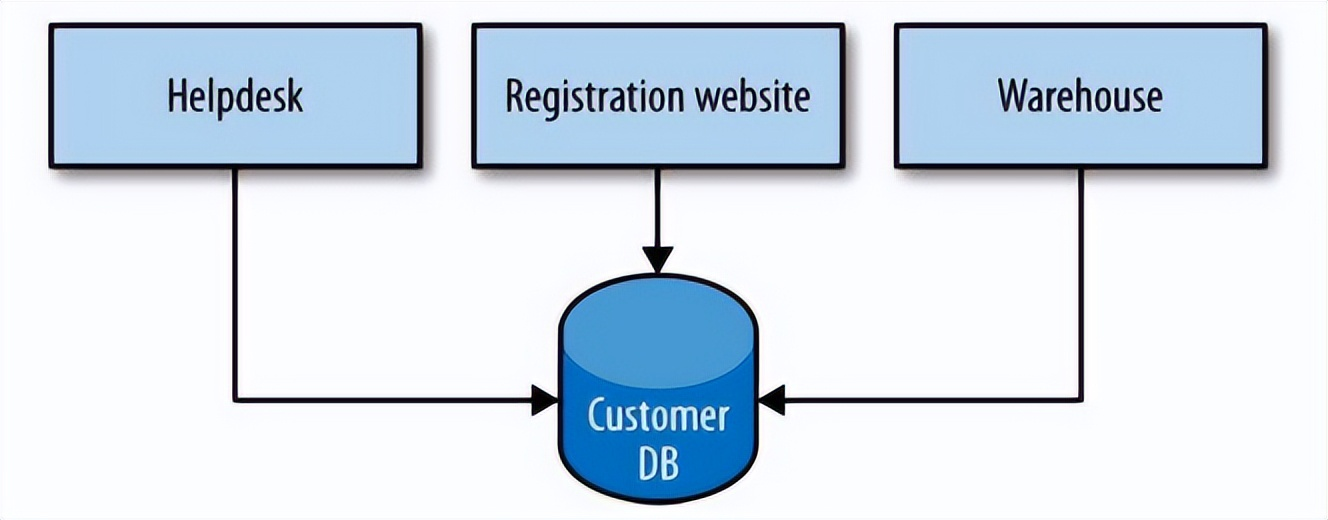 Helpdesk
Registration website
Warehouse
Customer
DB